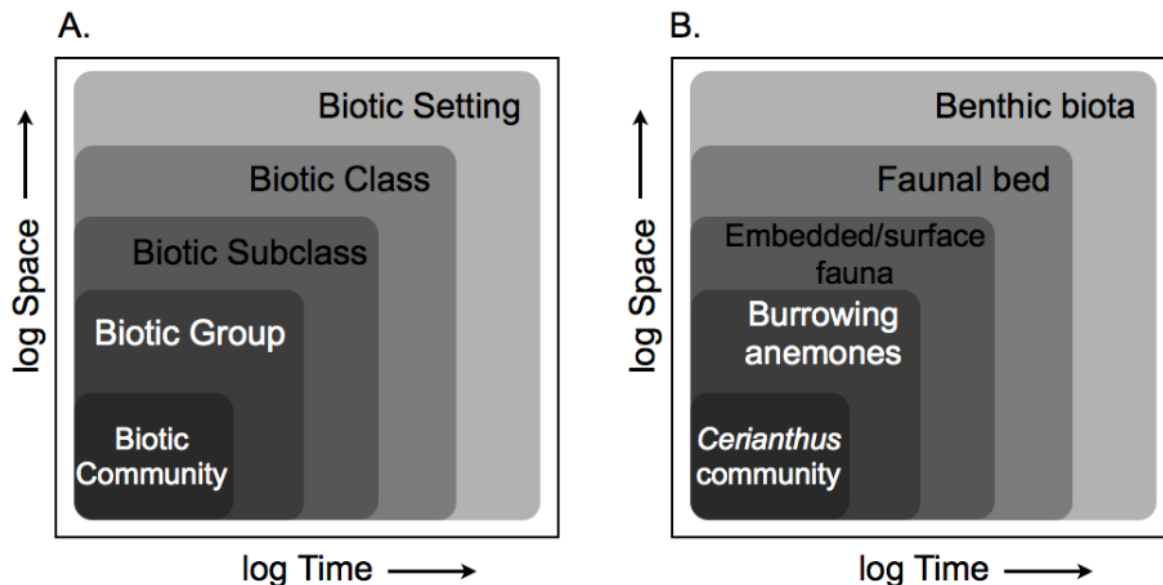 A.
log Space
Biotic Setting
Biotic Class
Biotic Subclass
Biotic Group
Biotic
Community
log Time
B.
log Space
Benthic biota
Faunal bed
Embedded/surface
fauna
Burrowing
anemones
Cerianthus
community
log Time